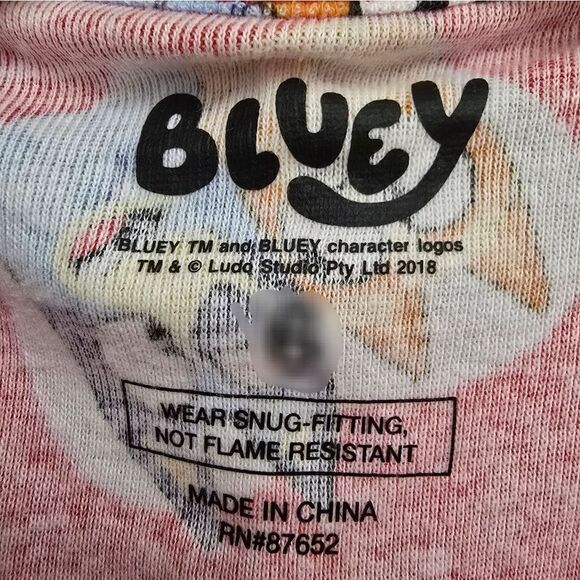 BLUEY
BLUEY TM and BLUEY character logos
TM & © Ludo Studio Pty Ltd 2018
WEAR SNUG-FITTING,
NOT FLAME RESISTANT
MADE IN CHINA
RN#87652